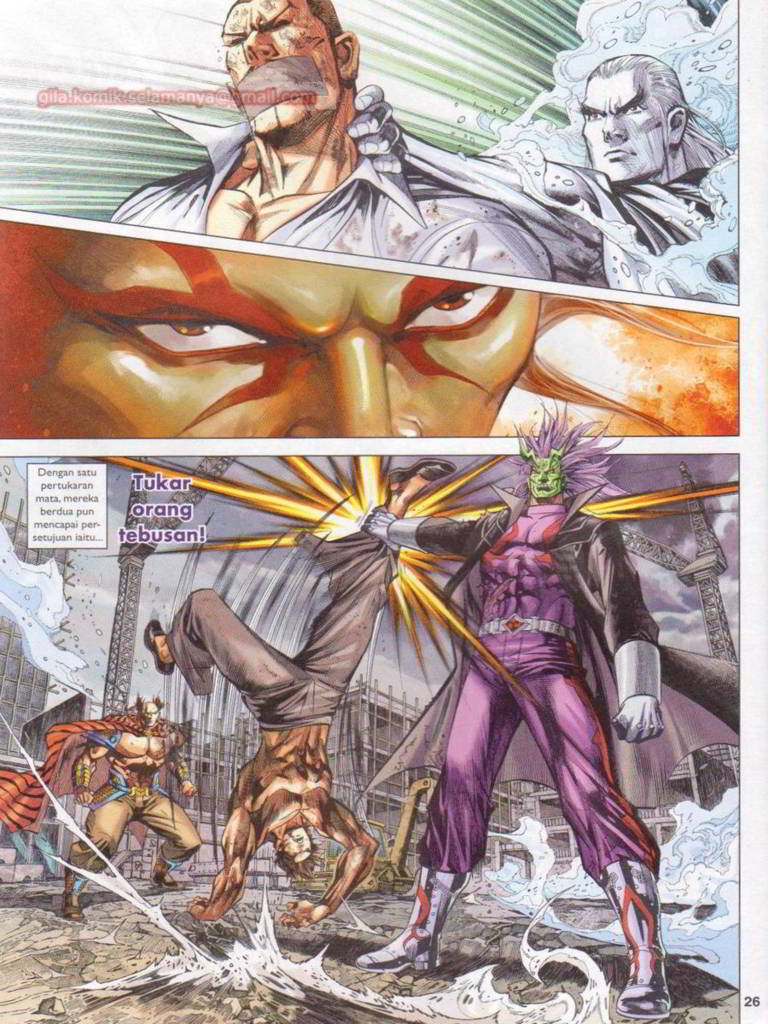 gila.komik.selamanya@gmail.com
Dengan satu
pertukaran
mata, mereka
berdua pun
mencapai per-
setujuan iaitu...
Tukar
orang
tebusan!
26